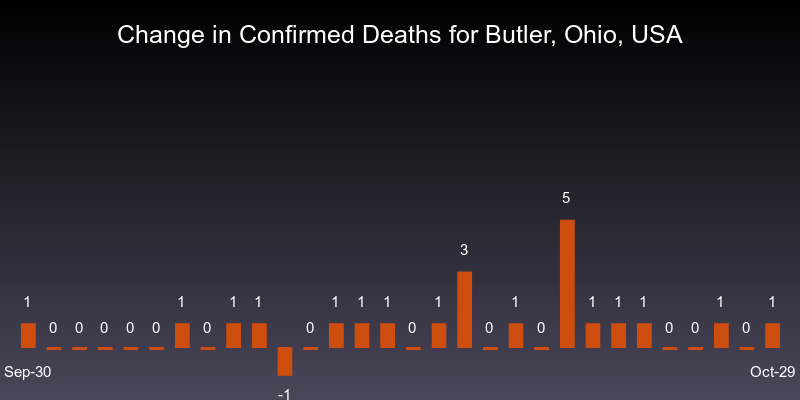 Change in Confirmed Deaths for Butler, Ohio, USA
5
3
1 0 0 0 0 0 1 0 1 1 0 1 1 1 0 1 0 1 0 1 1 1 0 0 1 0 1
Sep-30 Oct-29
-1